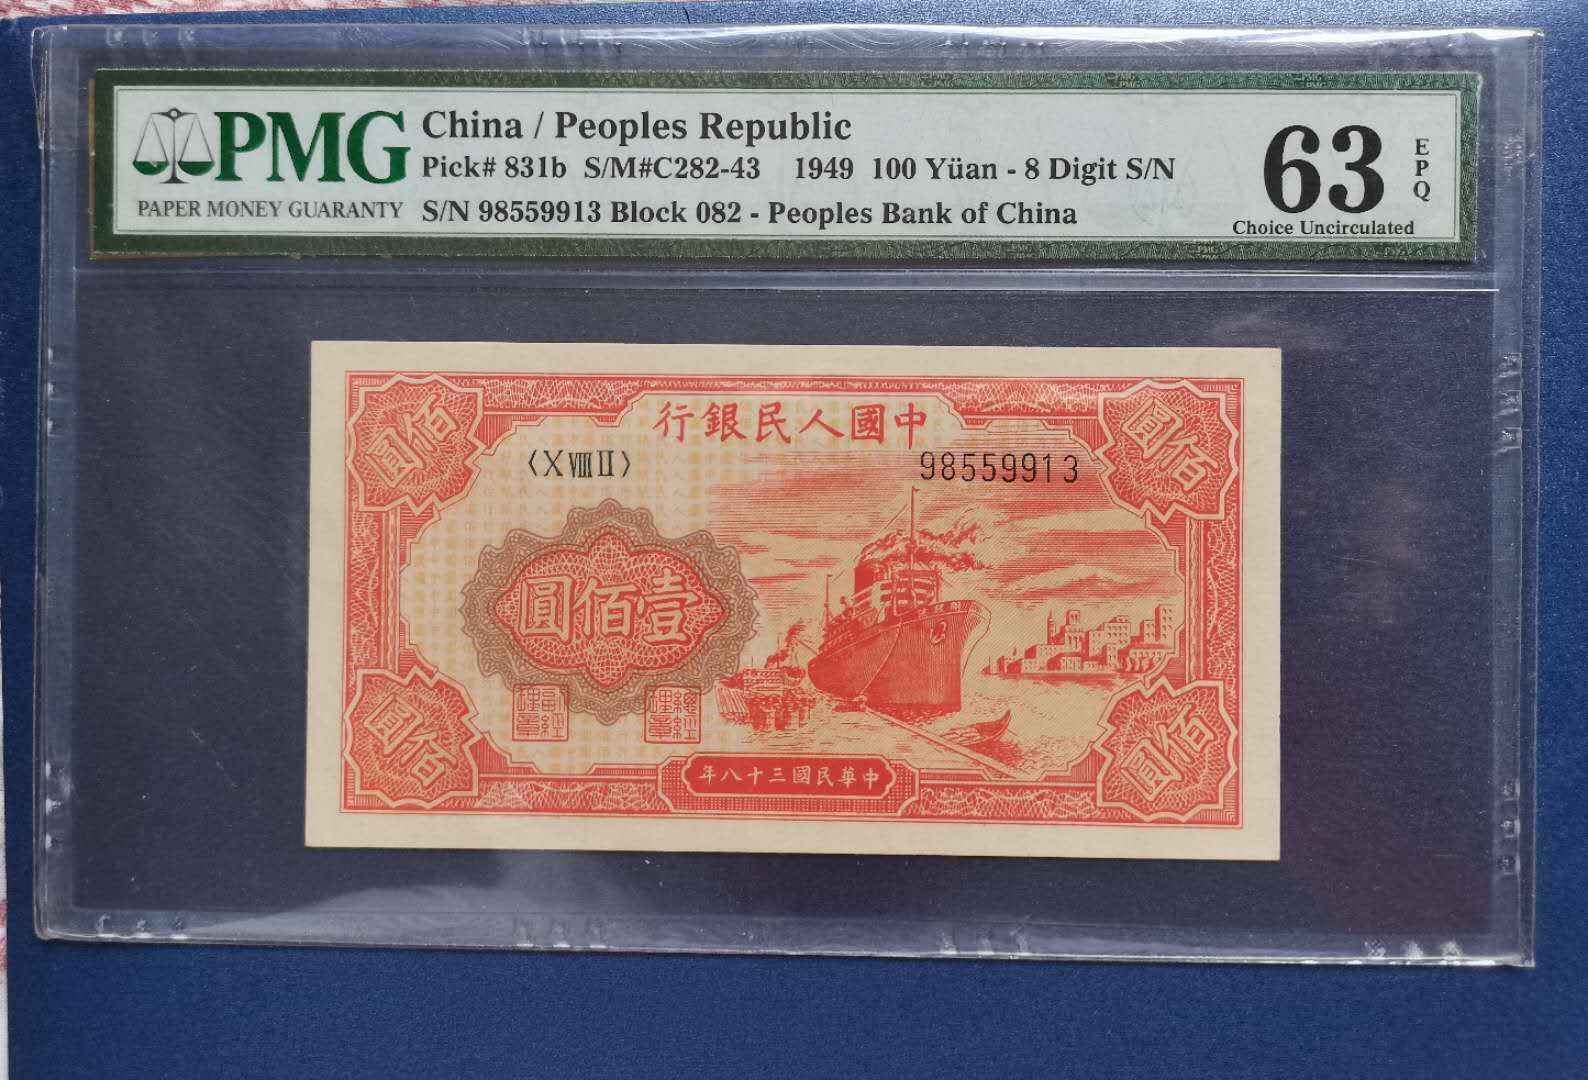 PMG
PAPER MONEY GUARANTY
China / Peoples Republic
Pick# 831b S/M#C282-43 1949 100 Yüan - 8 Digit S/N
S/N 98559913 Block 082 - Peoples Bank of China
63
EPQ
Choice Uncirculated
行銀民人國中
〈X VIII II〉
98559913
圓佰
圓佰
圓佰壹
圓佰
圓佰
年八十三國民華中